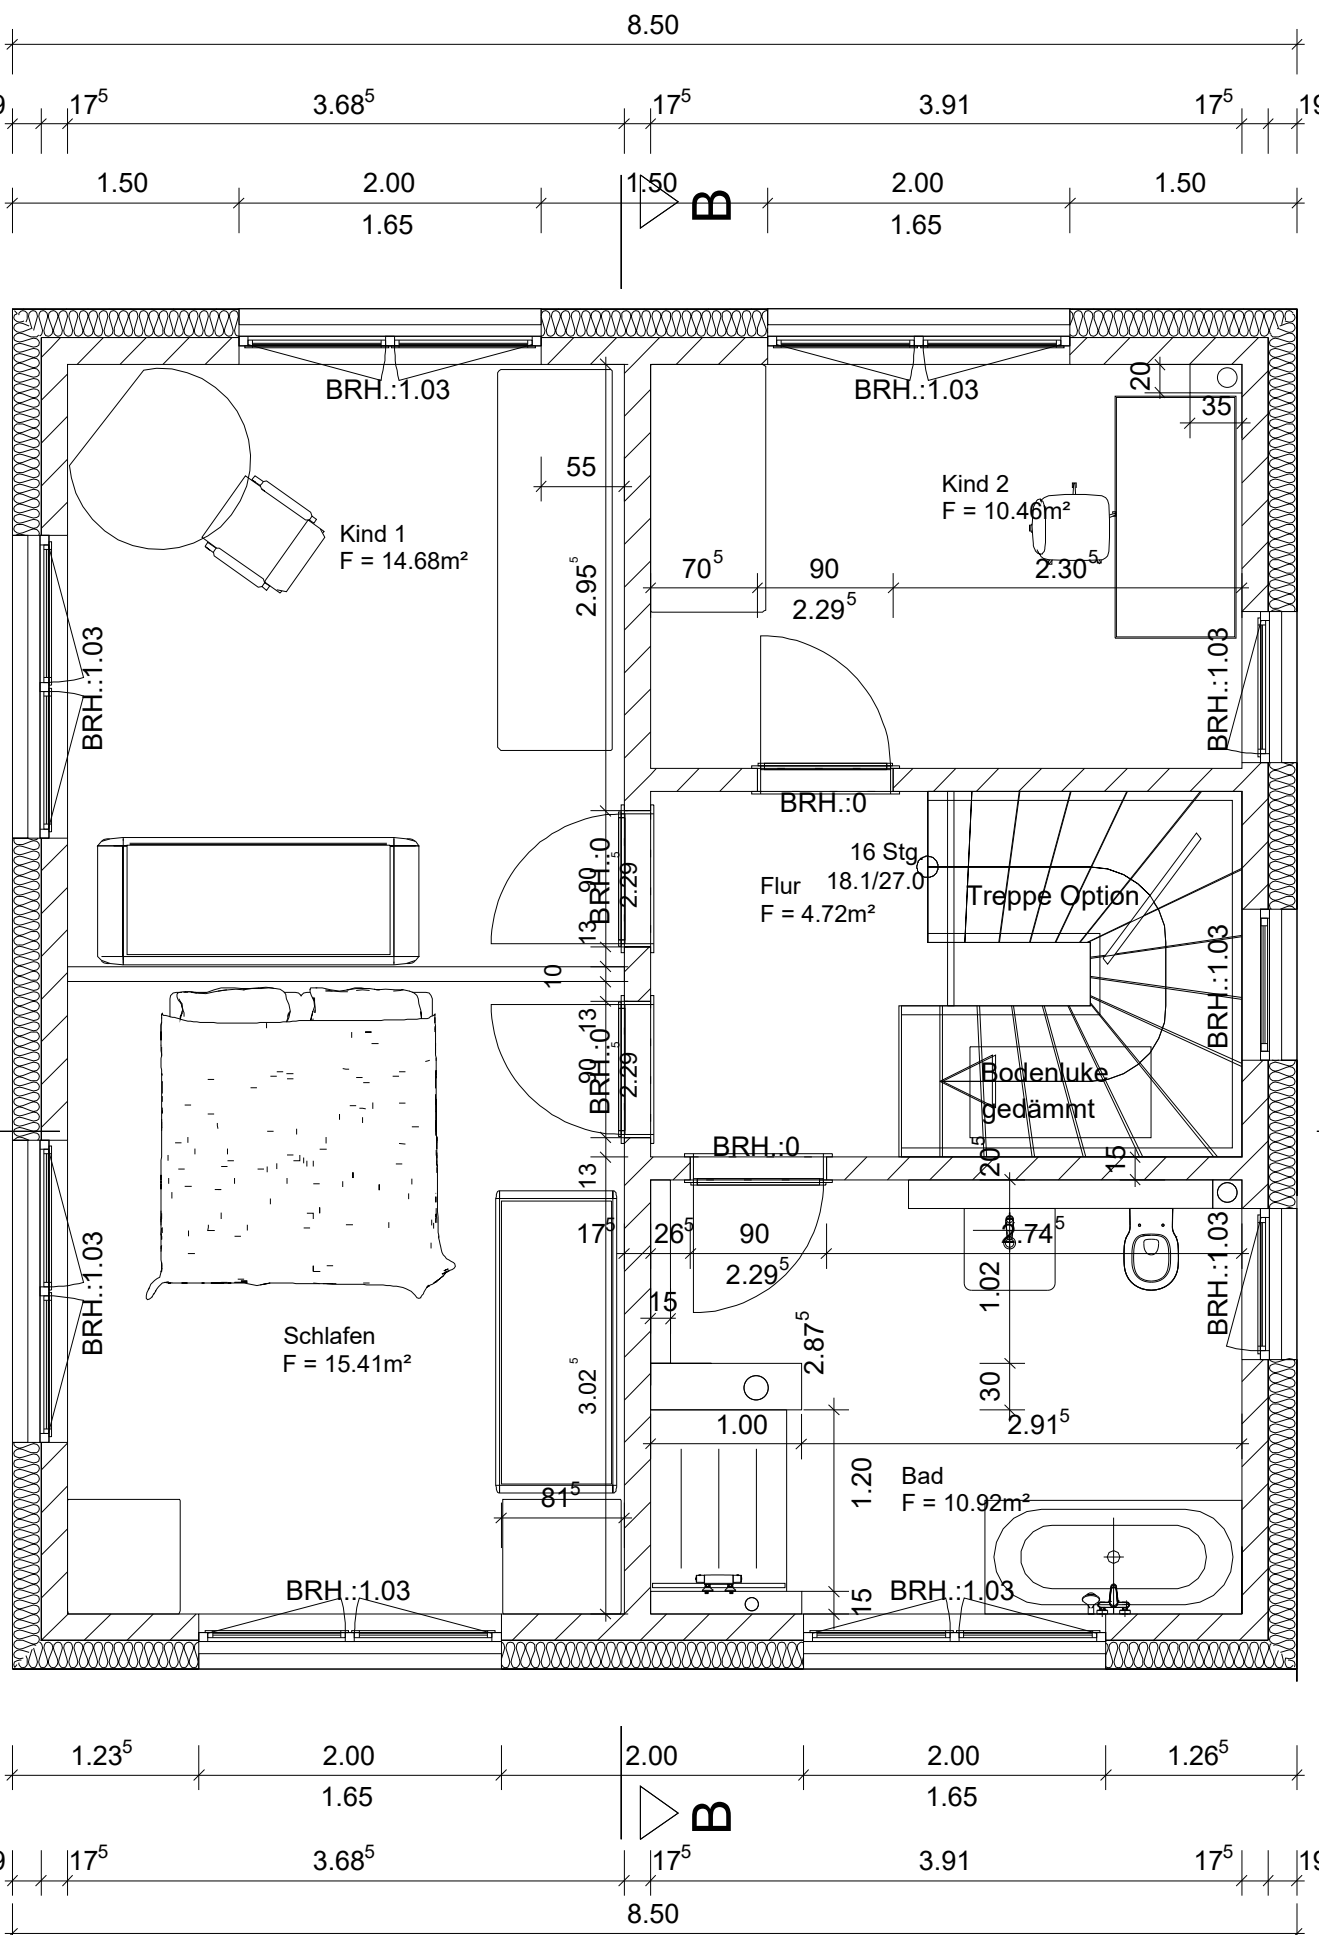 8.50
9 17⁵ 3.68⁵ 17⁵ 3.91 17⁵ 19
1.50 2.00 1.50 2.00 1.50
1.65 1.65
B
BRH.:1.03 BRH.:1.03
20
35
55
Kind 1
F = 14.68m²
Kind 2
F = 10.46m²
2.95⁵
70⁵ 90 2.30⁵
2.29⁵
BRH.:1.03
BRH.:1.03
BRH.:0
16 Stg.
18.1/27.0
Flur
F = 4.72m²
Treppe Option
90
BRH.:0
2.29⁵
13
10
BRH.:1.03
13
90
BRH.:0
2.29⁵
Bodenluke
gedämmt
BRH.:0
20⁵
15
13
17⁵ 26⁵ 90 2.74⁵
2.29⁵
BRH.:1.03
BRH.:1.03
15
1.02
2.87⁵
Schlafen
F = 15.41m²
3.02⁵
30
1.00 2.91⁵
1.20
Bad
F = 10.92m²
81⁵
BRH.:1.03 BRH.:1.03
15
1.23⁵ 2.00 2.00 2.00 1.26⁵
1.65 1.65
B
9 17⁵ 3.68⁵ 17⁵ 3.91 17⁵ 19
8.50